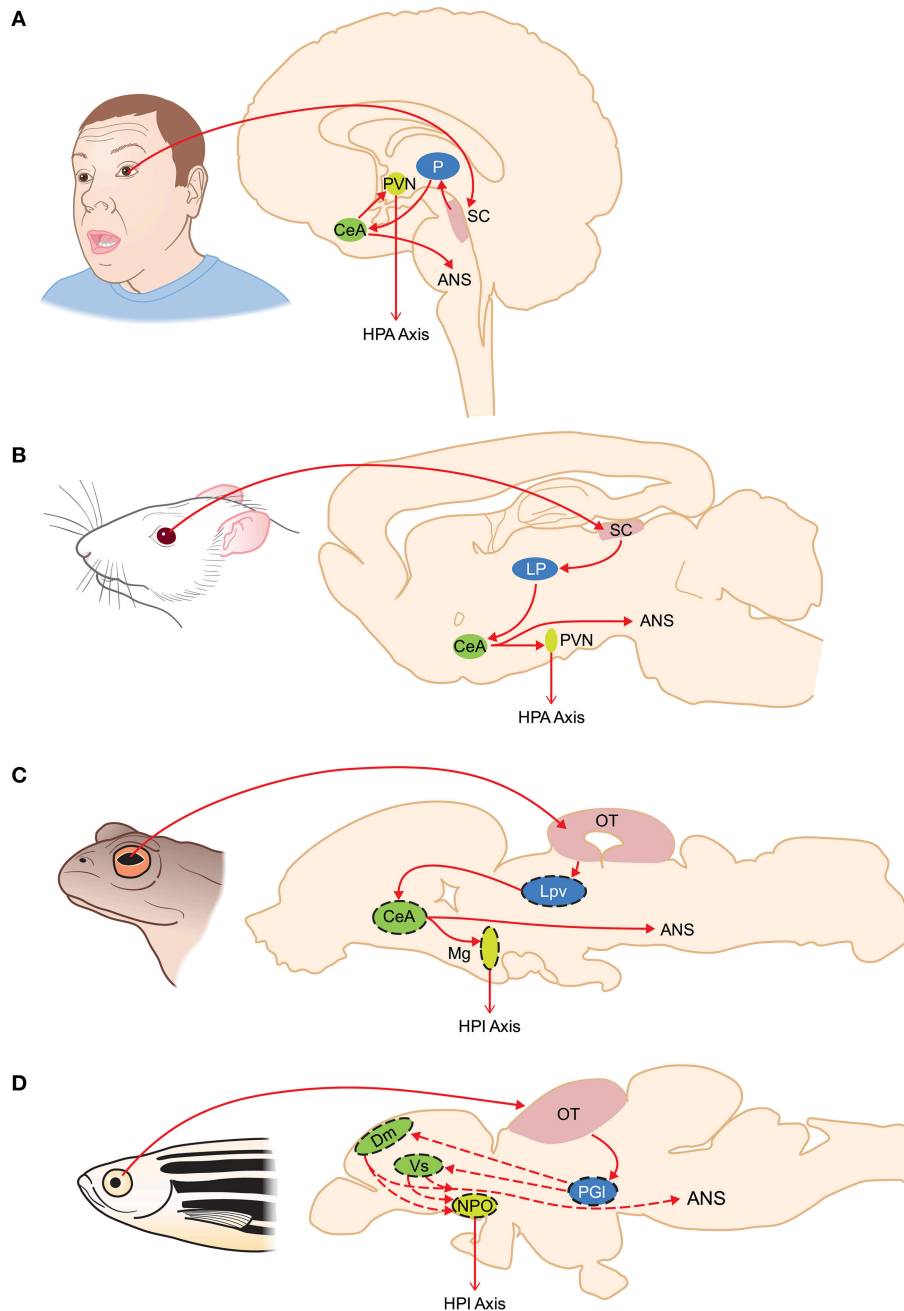 A
P
PVN
SC
CeA
ANS
HPA Axis
B
SC
LP
ANS
CeA
PVN
HPA Axis
C
OT
Lpv
CeA
ANS
Mg
HPI Axis
D
OT
Dm
Vs
PGl
ANS
NPO
HPI Axis